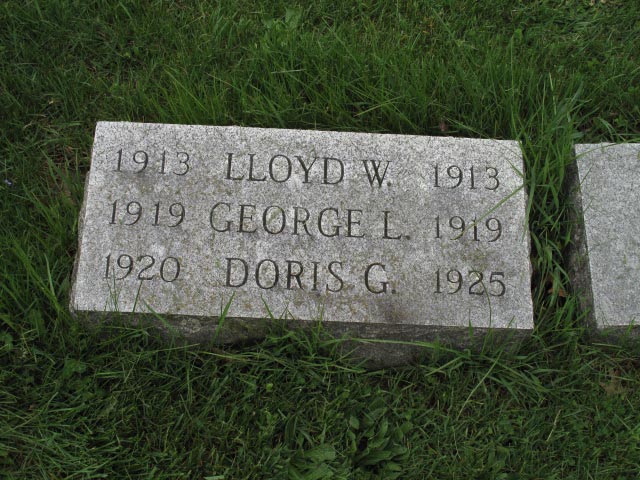 1913 LLOYD W. 1913
1919 GEORGE L. 1919
1920 DORIS G. 1925